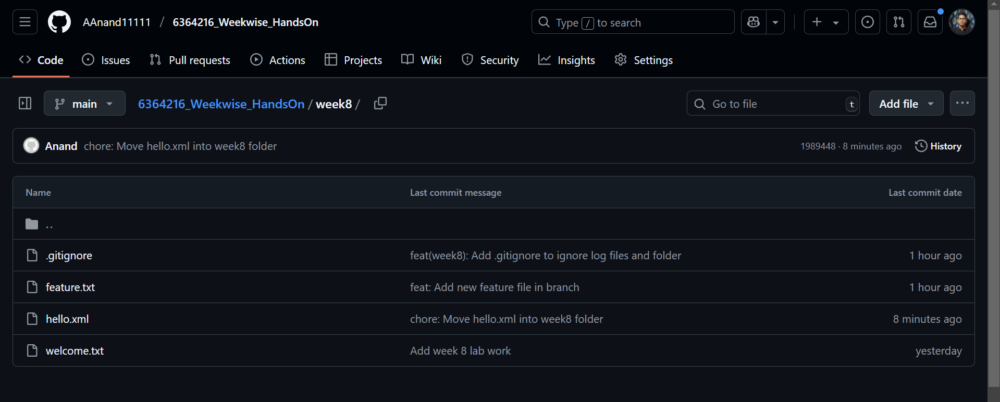 AAnand11111 / 6364216_Weekwise_HandsOn
Type / to search
Code Issues Pull requests Actions Projects Wiki Security Insights Settings
main 6364216_Weekwise_HandsOn / week8 /
Go to file t
Add file
Anand chore: Move hello.xml into week8 folder 1989448 · 8 minutes ago History
Name Last commit message Last commit date
..
.gitignore feat(week8): Add .gitignore to ignore log files and folder 1 hour ago
feature.txt feat: Add new feature file in branch 1 hour ago
hello.xml chore: Move hello.xml into week8 folder 8 minutes ago
welcome.txt Add week 8 lab work yesterday